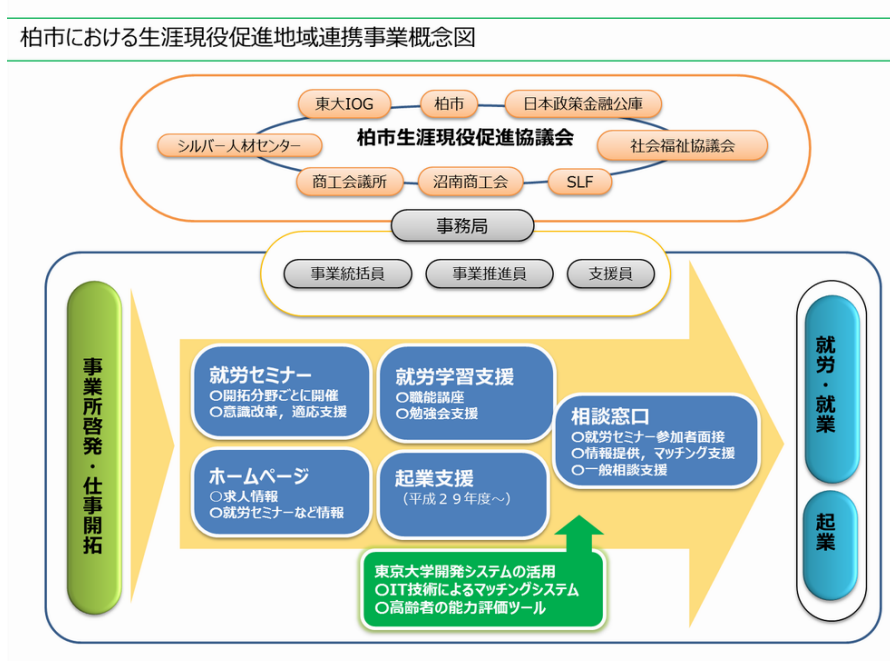 柏市における生涯現役促進地域連携事業概念図
東大IOG
柏市
日本政策金融公庫
シルバー人材センター
柏市生涯現役促進協議会
社会福祉協議会
商工会議所
沼南商工会
SLF
事務局
事業統括員
事業推進員
支援員
事業所啓発・仕事開拓
就労セミナー
○開拓分野ごとに開催
○意識改革，適応支援
就労学習支援
○職能講座
○勉強会支援
ホームページ
○求人情報
○就労セミナーなど情報
起業支援
（平成２９年度～）
相談窓口
○就労セミナー参加者面接
○情報提供，マッチング支援
○一般相談支援
東京大学開発システムの活用
○IT技術によるマッチングシステム
○高齢者の能力評価ツール
就労・就業
起業